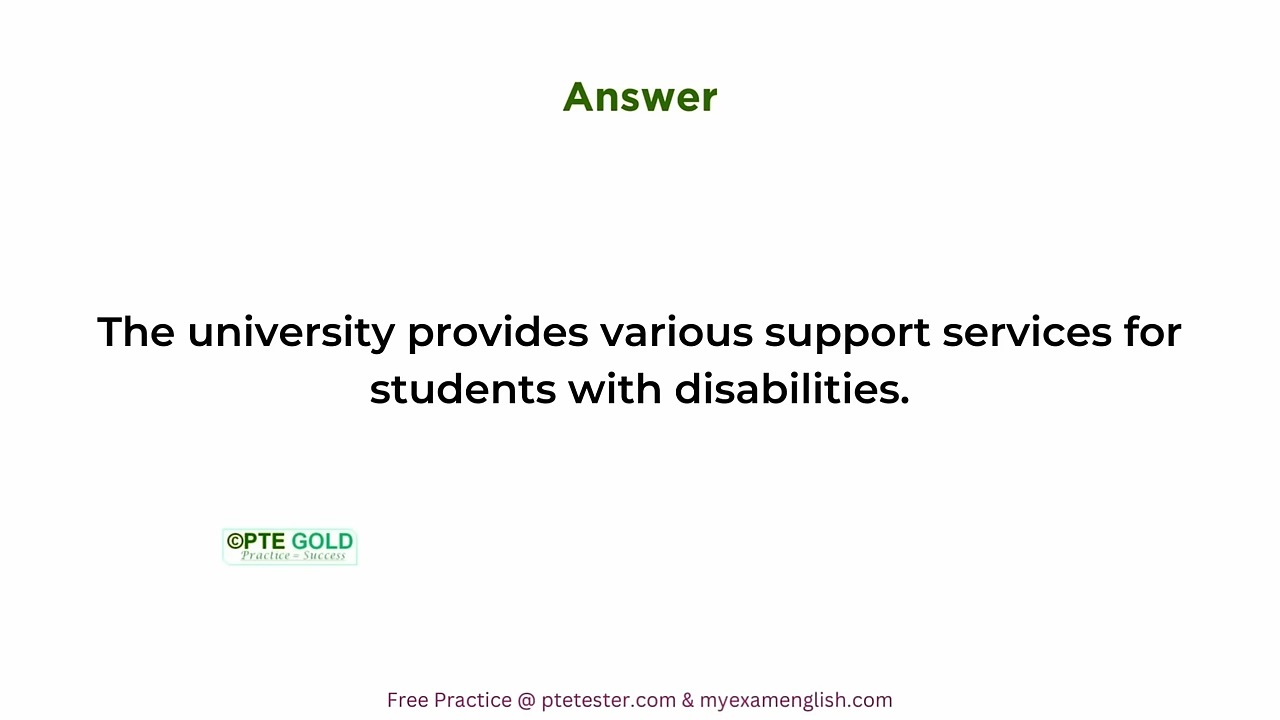 Answer
The university provides various support services for
students with disabilities.
©PTE GOLD
Practice = Success
Free Practice @ ptetester.com & myexamenglish.com